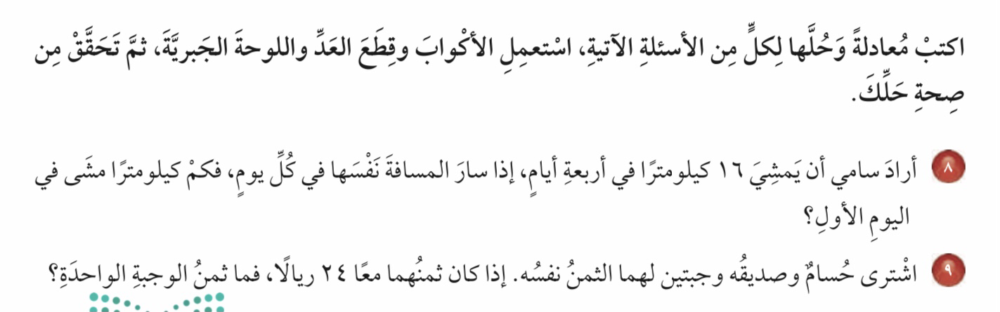 اكتبْ مُعادلةً وَحُلَّها لِكلٍّ مِن الأسئلةِ الآتيةِ، اسْتعمِلِ الأكْوابَ وقِطَعَ العَدِّ واللوحةَ الجَبريَّةَ، ثمَّ تَحَقَّقْ مِن
صِحةِ حَلِّكَ.
٨ أرادَ سامي أن يَمشِيَ ١٦ كيلومترًا في أربعةِ أيامٍ، إذا سارَ المسافةَ نَفْسَها في كُلِّ يومٍ، فكمْ كيلومترًا مشَى في
اليومِ الأولِ؟
٩ اشْترى حُسامٌ وصديقُه وجبتين لهما الثمنُ نفسُه. إذا كان ثمنُهما معًا ٢٤ ريالًا، فما ثمنُ الوجبةِ الواحدَةِ؟